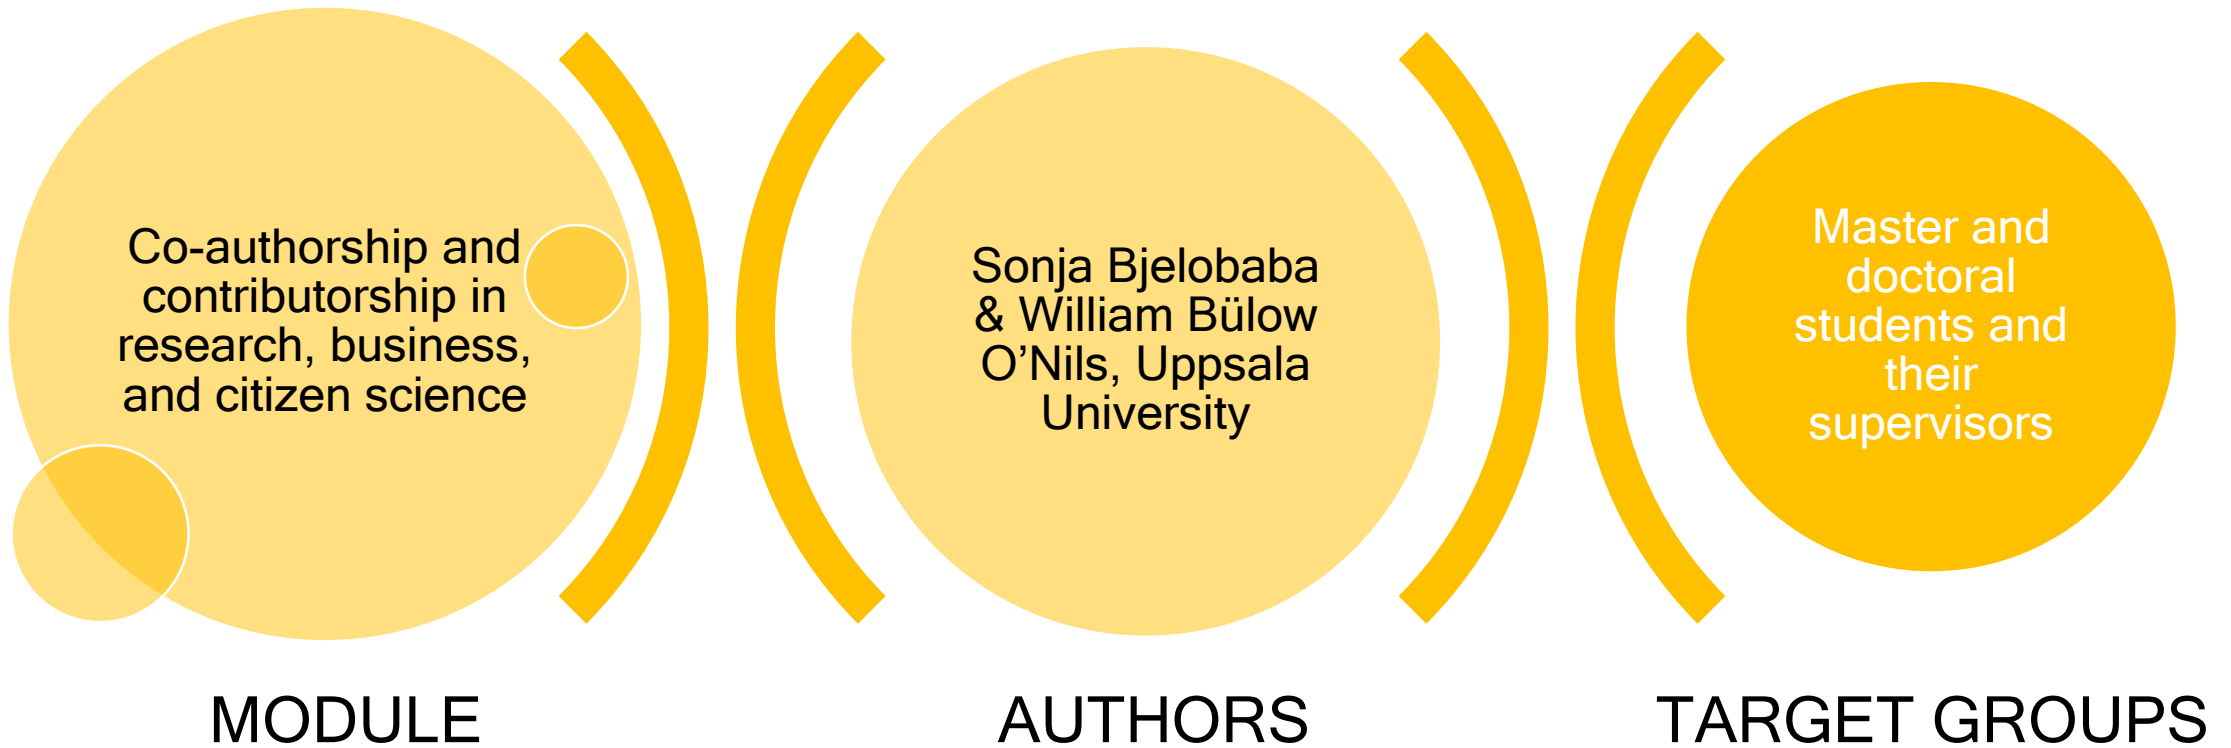 Co-authorship and
contributorship in
research, business,
and citizen science
Sonja Bjelobaba
& William Bülow
O’Nils, Uppsala
University
Master and
doctoral
students and
their
supervisors
MODULE
AUTHORS
TARGET GROUPS